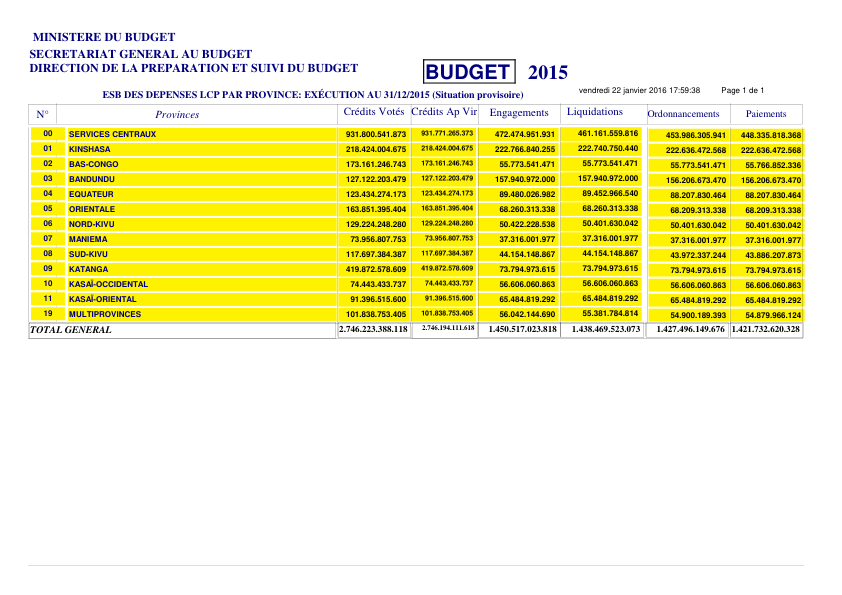 MINISTERE DU BUDGET
SECRETARIAT GENERAL AU BUDGET
DIRECTION DE LA PREPARATION ET SUIVI DU BUDGET
BUDGET 2015
ESB DES DEPENSES LCP PAR PROVINCE: EXÉCUTION AU 31/12/2015 (Situation provisoire)
vendredi 22 janvier 2016 17:59:38 Page 1 de 1
N° Provinces Crédits Votés Crédits Ap Vir Engagements Liquidations Ordonnancements Paiements
00 SERVICES CENTRAUX 931.800.541.873 931.771.265.373 472.474.951.931 461.161.559.816 453.986.305.941 448.335.818.368
01 KINSHASA 218.424.004.675 218.424.004.675 222.766.840.255 222.740.750.440 222.636.472.568 222.636.472.568
02 BAS-CONGO 173.161.246.743 173.161.246.743 55.773.541.471 55.773.541.471 55.773.541.471 55.766.852.336
03 BANDUNDU 127.122.203.479 127.122.203.479 157.940.972.000 157.940.972.000 156.206.673.470 156.206.673.470
04 EQUATEUR 123.434.274.173 123.434.274.173 89.480.026.982 89.452.966.540 88.207.830.464 88.207.830.464
05 ORIENTALE 163.851.395.404 163.851.395.404 68.260.313.338 68.260.313.338 68.209.313.338 68.209.313.338
06 NORD-KIVU 129.224.248.280 129.224.248.280 50.422.228.538 50.401.630.042 50.401.630.042 50.401.630.042
07 MANIEMA 73.956.807.753 73.956.807.753 37.316.001.977 37.316.001.977 37.316.001.977 37.316.001.977
08 SUD-KIVU 117.697.384.387 117.697.384.387 44.154.148.867 44.154.148.867 43.972.337.244 43.886.207.873
09 KATANGA 419.872.578.609 419.872.578.609 73.794.973.615 73.794.973.615 73.794.973.615 73.794.973.615
10 KASAÏ-OCCIDENTAL 74.443.433.737 74.443.433.737 56.606.060.863 56.606.060.863 56.606.060.863 56.606.060.863
11 KASAÏ-ORIENTAL 91.396.515.600 91.396.515.600 65.484.819.292 65.484.819.292 65.484.819.292 65.484.819.292
19 MULTIPROVINCES 101.838.753.405 101.838.753.405 56.042.144.690 55.381.784.814 54.900.189.393 54.879.966.124
TOTAL GENERAL 2.746.223.388.118 2.746.194.111.618 1.450.517.023.818 1.438.469.523.073 1.427.496.149.676 1.421.732.620.328